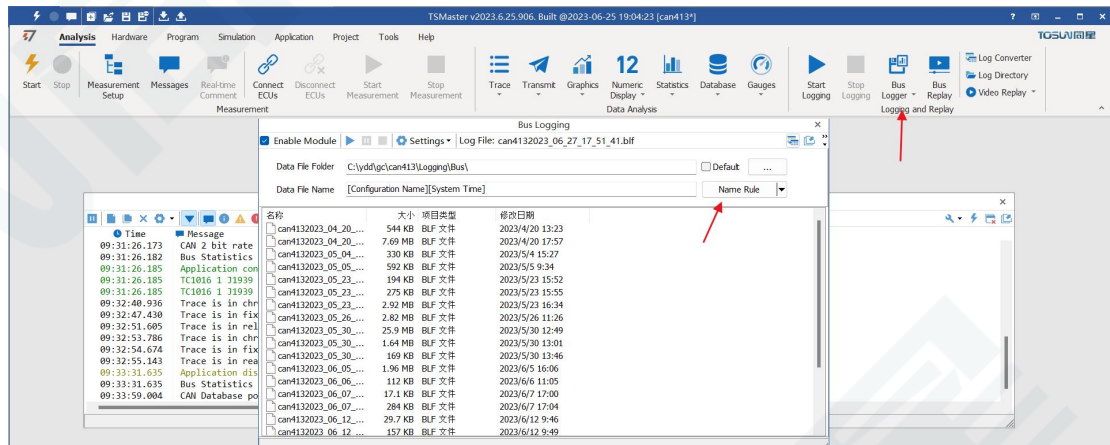 TSMaster v2023.6.25.906. Built @2023-06-25 19:04:23 [can413*]
Analysis Hardware Program Simulation Application Project Tools Help
TOSUN同星
Start Stop Measurement Setup Messages Real-time Comment Connect ECUs Disconnect ECUs Start Measurement Stop Measurement Trace Transmit Graphics 12 Numeric Display Statistics Database Gauges Start Logging Stop Logging Bus Logger Bus Replay
Log Converter
Log Directory
Video Replay
Measurement Data Analysis Logging and Replay
Bus Logging
Enable Module Settings Log File: can4132023_06_27_17_51_41.blf
Data File Folder C:\ydd\gc\can413\Logging\Bus\ Default ...
Data File Name [Configuration Name][System Time] Name Rule
名称 大小 项目类型 修改日期
can4132023_04_20_... 544 KB BLF 文件 2023/4/20 13:23
can4132023_04_20_... 7.69 MB BLF 文件 2023/4/20 17:57
can4132023_05_04_... 330 KB BLF 文件 2023/5/4 15:27
can4132023_05_05_... 592 KB BLF 文件 2023/5/5 9:34
can4132023_05_23_... 194 KB BLF 文件 2023/5/23 15:52
can4132023_05_23_... 275 KB BLF 文件 2023/5/23 15:55
can4132023_05_23_... 2.92 MB BLF 文件 2023/5/23 16:34
can4132023_05_26_... 2.82 MB BLF 文件 2023/5/26 11:26
can4132023_05_30_... 25.9 MB BLF 文件 2023/5/30 12:49
can4132023_05_30_... 1.64 MB BLF 文件 2023/5/30 13:01
can4132023_05_30_... 169 KB BLF 文件 2023/5/30 13:46
can4132023_06_05_... 1.96 MB BLF 文件 2023/6/5 16:06
can4132023_06_06_... 112 KB BLF 文件 2023/6/6 11:05
can4132023_06_07_... 17.1 KB BLF 文件 2023/6/7 17:00
can4132023_06_07_... 284 KB BLF 文件 2023/6/7 17:04
can4132023_06_12_... 29.7 KB BLF 文件 2023/6/12 9:46
can4132023_06_12_... 157 KB BLF 文件 2023/6/12 9:49
Time Message
09:31:26.173 CAN 2 bit rate
09:31:26.182 Bus Statistics
09:31:26.185 Application con
09:31:26.185 TC1016 1 J1939
09:31:26.185 TC1016 1 J1939
09:32:40.936 Trace is in chr
09:32:47.430 Trace is in fix
09:32:51.605 Trace is in rel
09:32:53.786 Trace is in chr
09:32:54.674 Trace is in fix
09:32:55.143 Trace is in rea
09:33:31.635 Application dis
09:33:31.635 Bus Statistics
09:33:59.004 CAN Database po